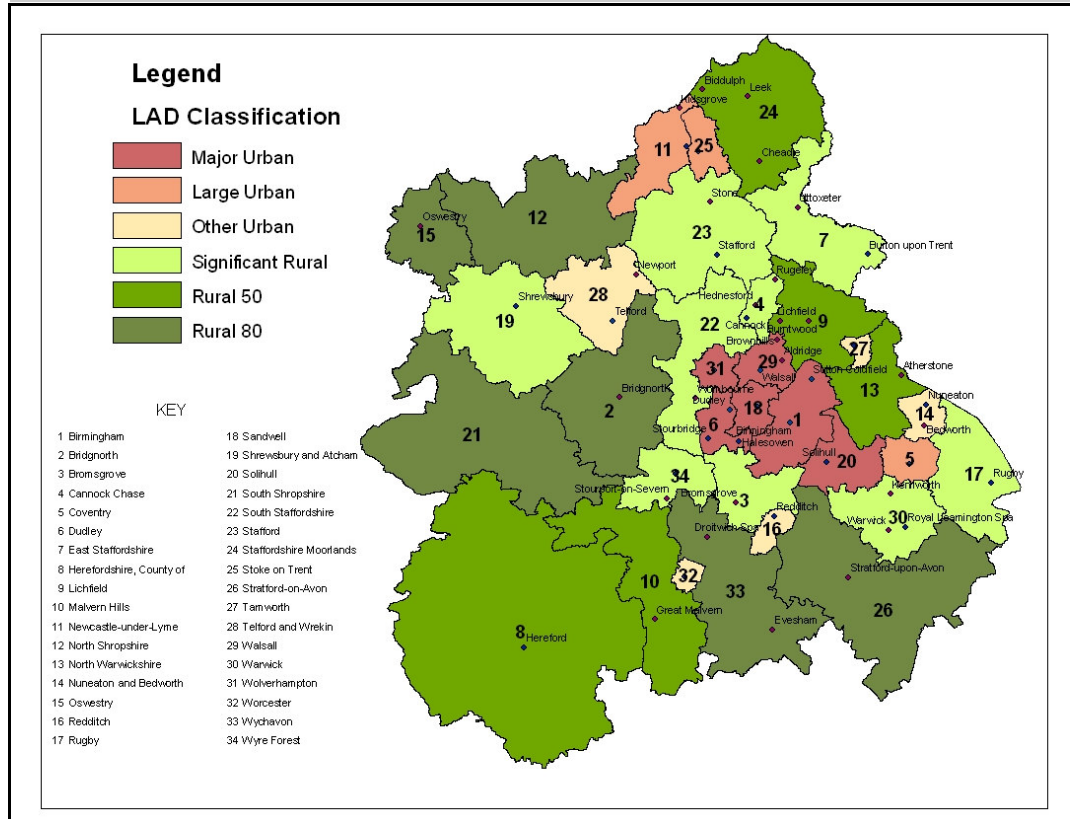 Legend
LAD Classification
Major Urban
Large Urban
Other Urban
Significant Rural
Rural 50
Rural 80
KEY
1 Birmingham
2 Bridgnorth
3 Bromsgrove
4 Cannock Chase
5 Coventry
6 Dudley
7 East Staffordshire
8 Herefordshire, County of
9 Lichfield
10 Malvern Hills
11 Newcastle-under-Lyme
12 North Shropshire
13 North Warwickshire
14 Nuneaton and Bedworth
15 Oswestry
16 Redditch
17 Rugby
18 Sandwell
19 Shrewsbury and Atcham
20 Solihull
21 South Shropshire
22 South Staffordshire
23 Stafford
24 Staffordshire Moorlands
25 Stoke on Trent
26 Stratford-on-Avon
27 Tamworth
28 Telford and Wrekin
29 Walsall
30 Warwick
31 Wolverhampton
32 Worcester
33 Wychavon
34 Wyre Forest
Biddulph
Leek
Kidsgrove
24
11
25
Cheadle
Stone
Uttoxeter
12
Oswestry
15
23
7
Stafford
Burton upon Trent
Newport
Rugeley
28
Hednesford
4
Shrewsbury
19
Telford
22
Cannock
Lichfield
9
Burntwood
Brownhills
27
Aldridge
29
31
Walsall
Sutton Coldfield
Atherstone
13
Bridgnorth
2
Wombourne
Dudley
18
1
Nuneaton
14
Bedworth
21
Stourbridge
6
Birmingham
Halesowen
Solihull
20
5
17
Rugby
34
Stourport-on-Severn
Bromsgrove
3
Kenilworth
Redditch
16
Droitwich Spa
Warwick
30
Royal Leamington Spa
32
10
33
Stratford-upon-Avon
26
Great Malvern
Evesham
8
Hereford